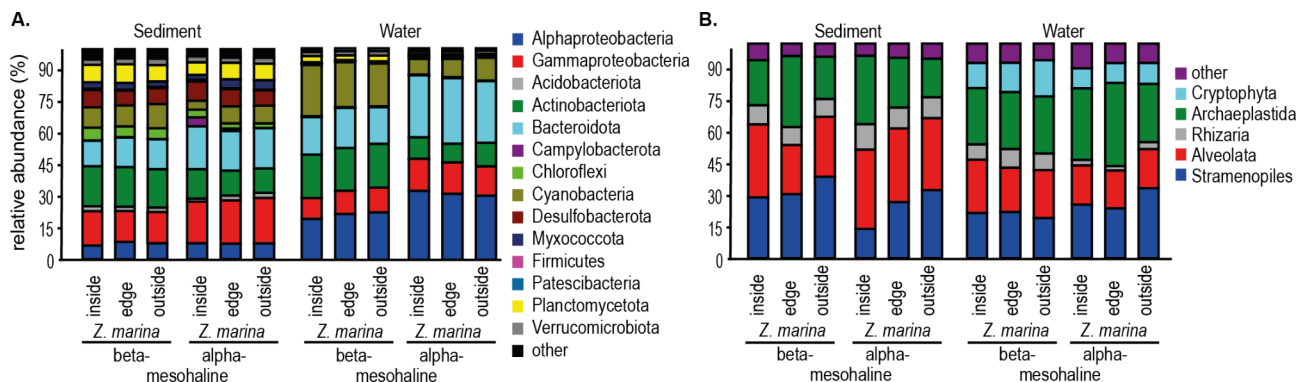 A.
Sediment
Water
relative abundance (%)
90
75
60
45
30
15
0
inside
edge
outside
inside
edge
outside
inside
edge
outside
inside
edge
outside
Z. marina
Z. marina
Z. marina
Z. marina
beta-
alpha-
beta-
alpha-
mesohaline
mesohaline
Alphaproteobacteria
Gammaproteobacteria
Acidobacteriota
Actinobacteriota
Bacteroidota
Campylobacterota
Chloroflexi
Cyanobacteria
Desulfobacterota
Myxococcota
Firmicutes
Patescibacteria
Planctomycetota
Verrucomicrobiota
other
B.
Sediment
Water
90
75
60
45
30
15
0
inside
edge
outside
inside
edge
outside
inside
edge
outside
inside
edge
outside
Z. marina
Z. marina
Z. marina
Z. marina
beta-
alpha-
beta-
alpha-
mesohaline
mesohaline
other
Cryptophyta
Archaeplastida
Rhizaria
Alveolata
Stramenopiles